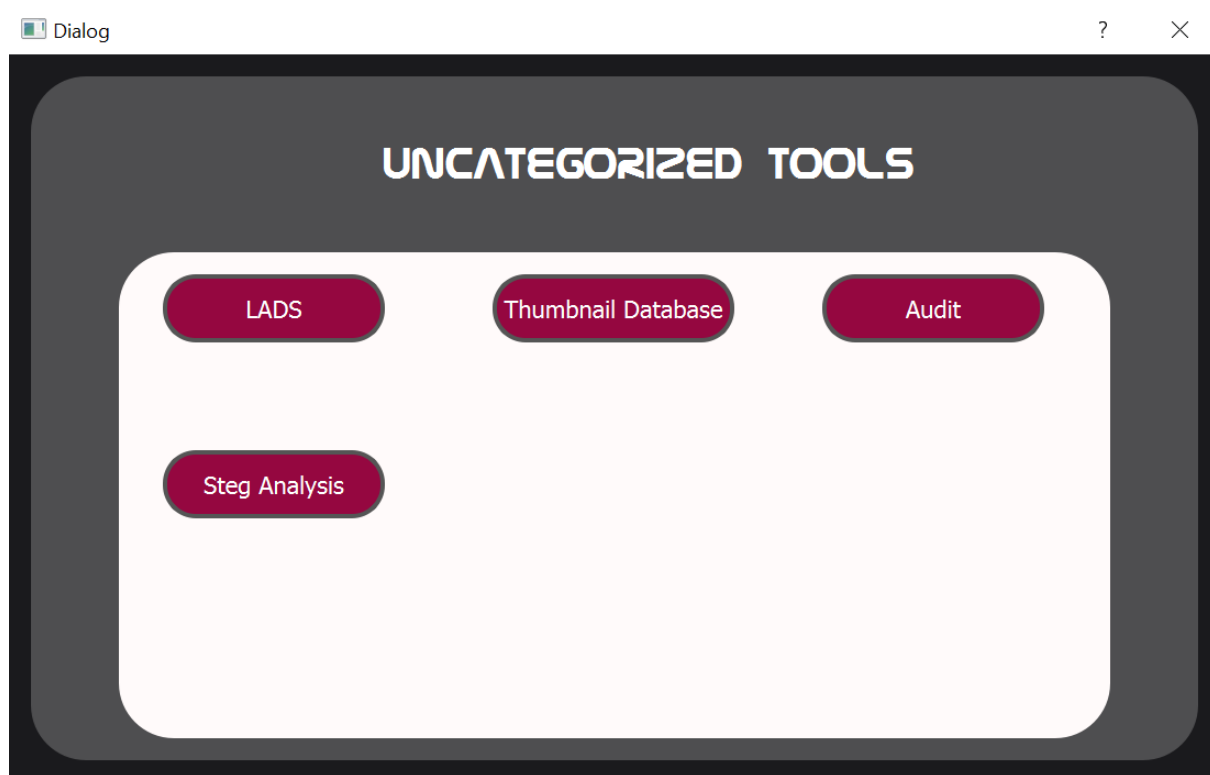 Dialog ?
UNCATEGORIZED TOOLS
LADS Thumbnail Database Audit
Steg Analysis